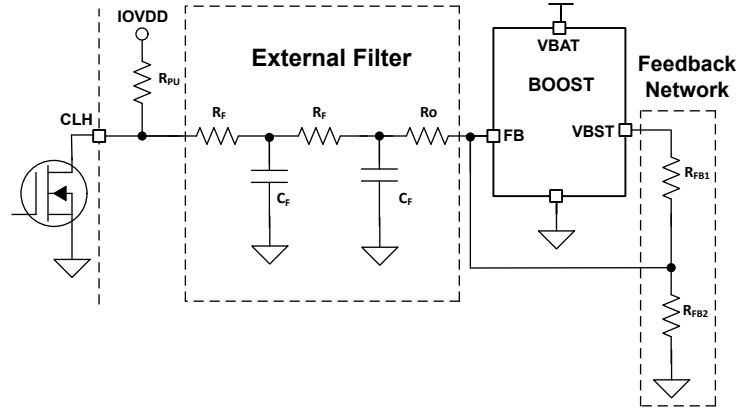 IOVDD
RPU
CLH
External Filter
RF
RF
Ro
CF
CF
VBAT
BOOST
FB
VBST
Feedback
Network
RFB1
RFB2